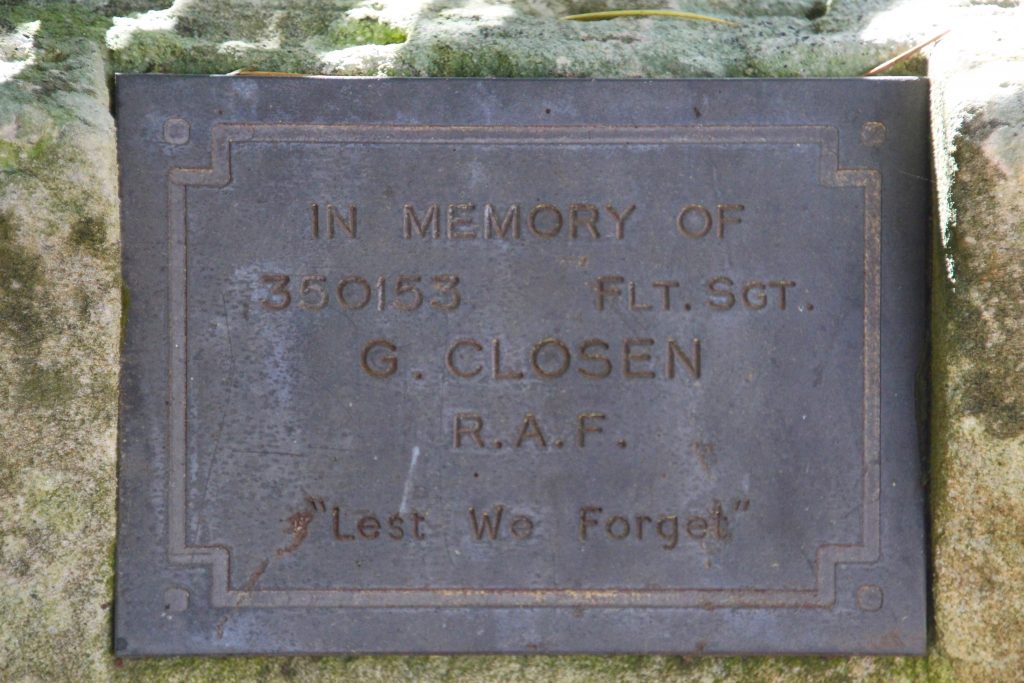 IN MEMORY OF
350153 FLT. SGT.
G. CLOSEN
R.A.F.
"Lest We Forget"